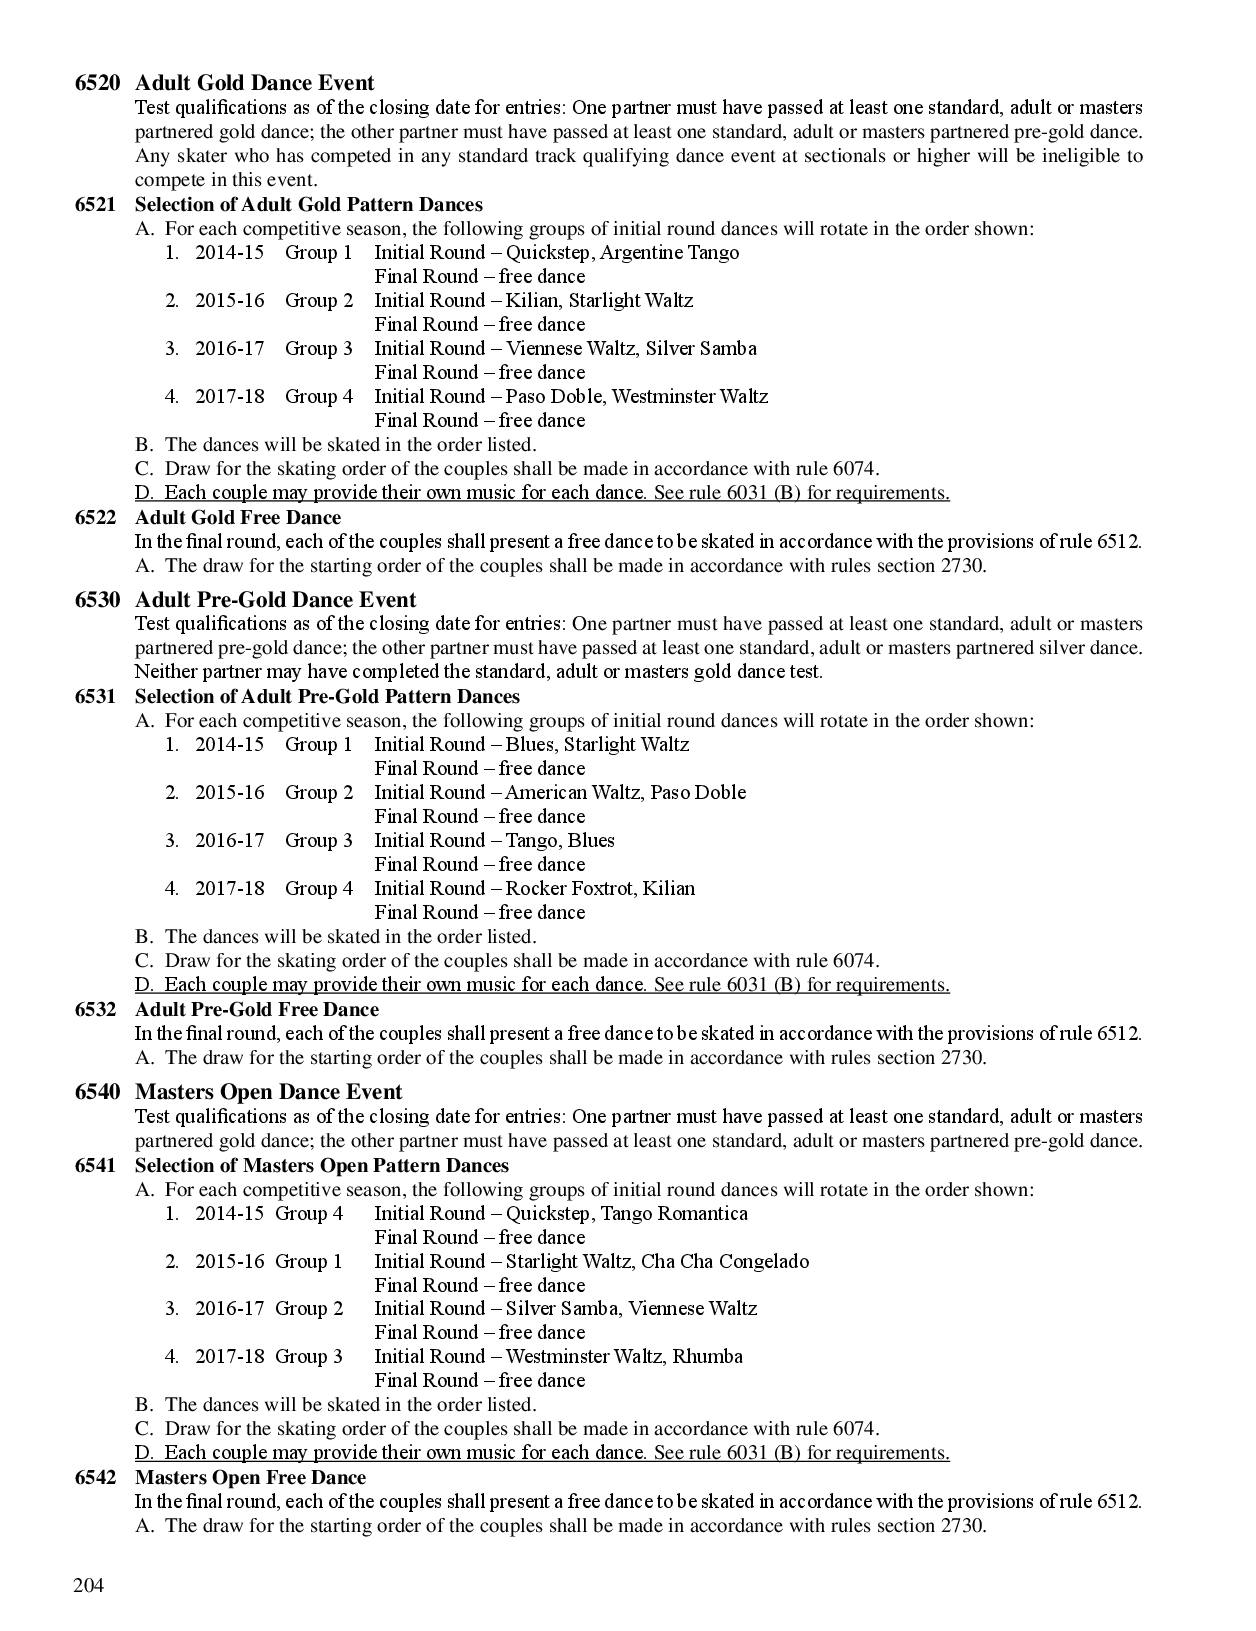 6520 Adult Gold Dance Event
Test qualifications as of the closing date for entries: One partner must have passed at least one standard, adult or masters
partnered gold dance; the other partner must have passed at least one standard, adult or masters partnered pre-gold dance.
Any skater who has competed in any standard track qualifying dance event at sectionals or higher will be ineligible to
compete in this event.
6521 Selection of Adult Gold Pattern Dances
A. For each competitive season, the following groups of initial round dances will rotate in the order shown:
1. 2014-15 Group 1 Initial Round – Quickstep, Argentine Tango
Final Round – free dance
2. 2015-16 Group 2 Initial Round – Kilian, Starlight Waltz
Final Round – free dance
3. 2016-17 Group 3 Initial Round – Viennese Waltz, Silver Samba
Final Round – free dance
4. 2017-18 Group 4 Initial Round – Paso Doble, Westminster Waltz
Final Round – free dance
B. The dances will be skated in the order listed.
C. Draw for the skating order of the couples shall be made in accordance with rule 6074.
D. Each couple may provide their own music for each dance. See rule 6031 (B) for requirements.
6522 Adult Gold Free Dance
In the final round, each of the couples shall present a free dance to be skated in accordance with the provisions of rule 6512.
A. The draw for the starting order of the couples shall be made in accordance with rules section 2730.
6530 Adult Pre-Gold Dance Event
Test qualifications as of the closing date for entries: One partner must have passed at least one standard, adult or masters
partnered pre-gold dance; the other partner must have passed at least one standard, adult or masters partnered silver dance.
Neither partner may have completed the standard, adult or masters gold dance test.
6531 Selection of Adult Pre-Gold Pattern Dances
A. For each competitive season, the following groups of initial round dances will rotate in the order shown:
1. 2014-15 Group 1 Initial Round – Blues, Starlight Waltz
Final Round – free dance
2. 2015-16 Group 2 Initial Round – American Waltz, Paso Doble
Final Round – free dance
3. 2016-17 Group 3 Initial Round – Tango, Blues
Final Round – free dance
4. 2017-18 Group 4 Initial Round – Rocker Foxtrot, Kilian
Final Round – free dance
B. The dances will be skated in the order listed.
C. Draw for the skating order of the couples shall be made in accordance with rule 6074.
D. Each couple may provide their own music for each dance. See rule 6031 (B) for requirements.
6532 Adult Pre-Gold Free Dance
In the final round, each of the couples shall present a free dance to be skated in accordance with the provisions of rule 6512.
A. The draw for the starting order of the couples shall be made in accordance with rules section 2730.
6540 Masters Open Dance Event
Test qualifications as of the closing date for entries: One partner must have passed at least one standard, adult or masters
partnered gold dance; the other partner must have passed at least one standard, adult or masters partnered pre-gold dance.
6541 Selection of Masters Open Pattern Dances
A. For each competitive season, the following groups of initial round dances will rotate in the order shown:
1. 2014-15 Group 4 Initial Round – Quickstep, Tango Romantica
Final Round – free dance
2. 2015-16 Group 1 Initial Round – Starlight Waltz, Cha Cha Congelado
Final Round – free dance
3. 2016-17 Group 2 Initial Round – Silver Samba, Viennese Waltz
Final Round – free dance
4. 2017-18 Group 3 Initial Round – Westminster Waltz, Rhumba
Final Round – free dance
B. The dances will be skated in the order listed.
C. Draw for the skating order of the couples shall be made in accordance with rule 6074.
D. Each couple may provide their own music for each dance. See rule 6031 (B) for requirements.
6542 Masters Open Free Dance
In the final round, each of the couples shall present a free dance to be skated in accordance with the provisions of rule 6512.
A. The draw for the starting order of the couples shall be made in accordance with rules section 2730.
204